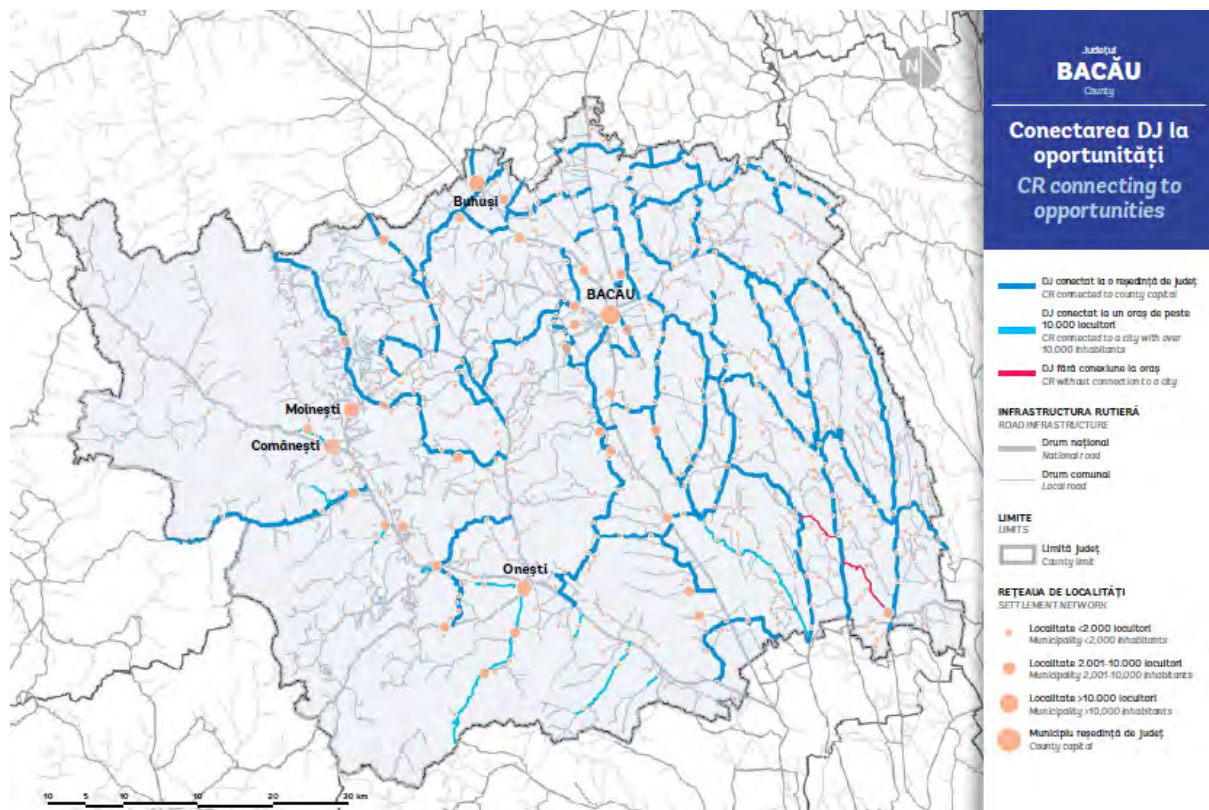 Județul
BACĂU
County
Conectarea DJ la
oportunități
CR connecting to
opportunities
DJ conectat la o reședință de județ
CR connected to county capital
DJ conectat la un oraș de peste
10.000 locuitori
CR connected to a city with over
10.000 inhabitants
DJ fără conexiune la oraș
CR without connection to a city
INFRASTRUCTURA RUTIERĂ
ROAD INFRASTRUCTURE
Drum național
National road
Drum comunal
Local road
LIMITE
LIMITS
Limită județ
County limit
REȚEAUA DE LOCALITĂȚI
SETTLEMENT NETWORK
Localitate <2.000 locuitori
Municipality <2,000 inhabitants
Localitate 2.001-10.000 locuitori
Municipality 2,001-10,000 inhabitants
Localitate >10.000 locuitori
Municipality >10,000 inhabitants
Municipiu reședință de județ
County capital
N
Buhuși
BACĂU
Moinești
Comănești
Onești
10 5 10 10 20 30 km